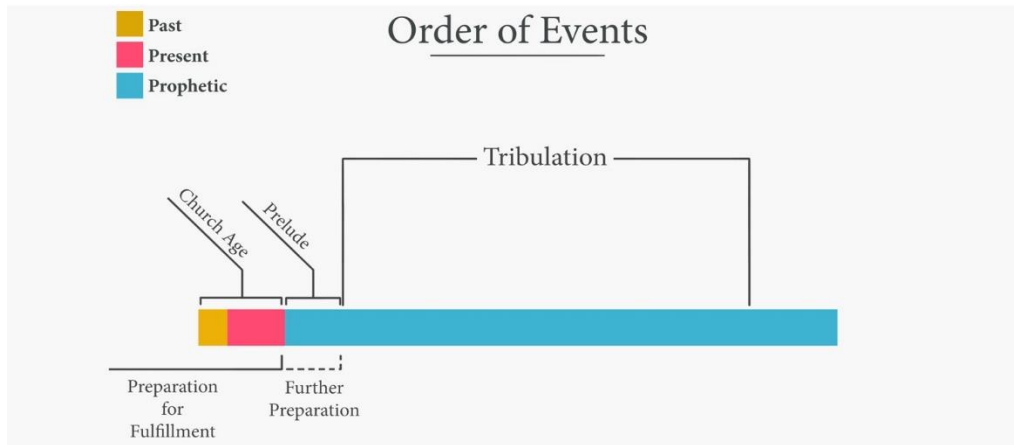 Order of Events
Past
Present
Prophetic
Tribulation
Church Age
Prelude
Preparation
for
Fulfillment
Further
Preparation